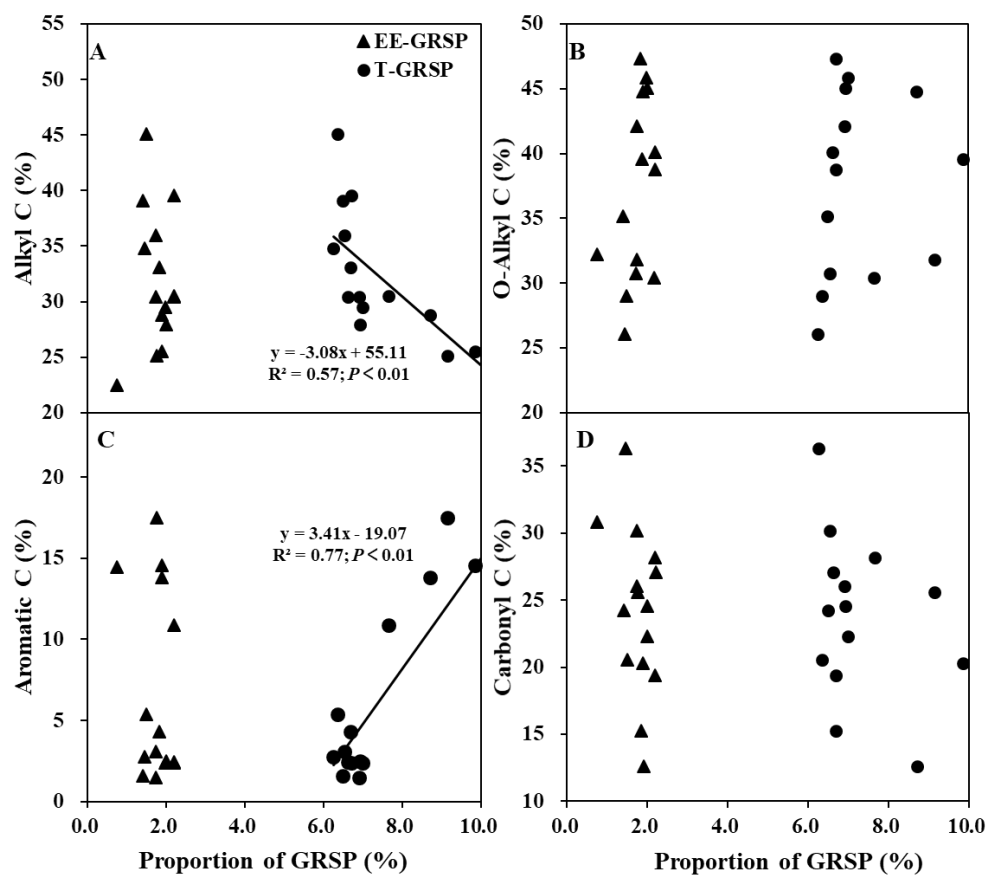 A
▲ EE-GRSP
● T-GRSP
55
50
45
40
35
30
25
20
Alkyl C (%)
y = -3.08x + 55.11
R² = 0.57; P < 0.01
B
50
45
40
35
30
25
20
O-Alkyl C (%)
C
20
15
10
5
0
Aromatic C (%)
y = 3.41x - 19.07
R² = 0.77; P < 0.01
0.0 2.0 4.0 6.0 8.0 10.0
Proportion of GRSP (%)
D
35
30
25
20
15
10
Carbonyl C (%)
0.0 2.0 4.0 6.0 8.0 10.0
Proportion of GRSP (%)